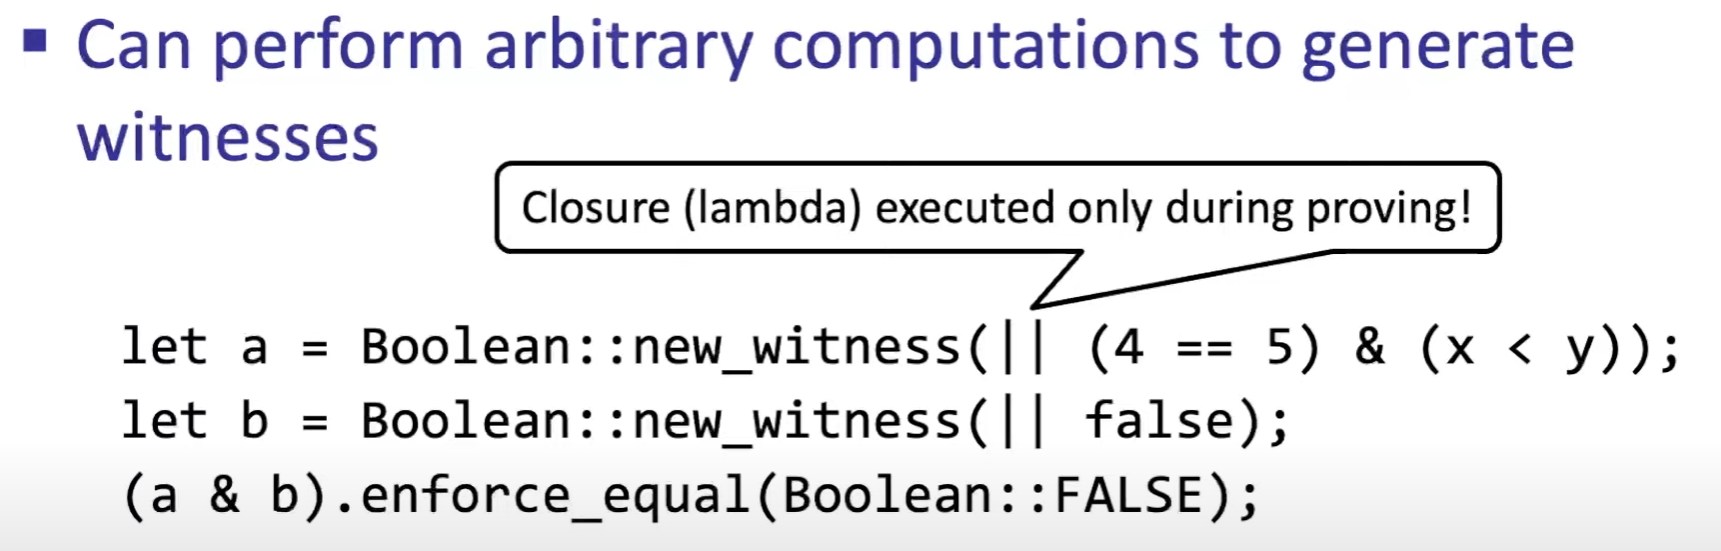 ▪ Can perform arbitrary computations to generate
witnesses
Closure (lambda) executed only during proving!
let a = Boolean::new_witness(|| (4 == 5) & (x < y));
let b = Boolean::new_witness(|| false);
(a & b).enforce_equal(Boolean::FALSE);